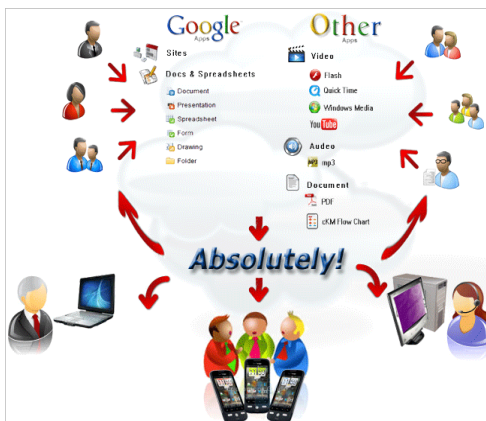 Google
Apps
Sites
Docs & Spreadsheets
Document
Presentation
Spreadsheet
Form
Drawing
Folder
Other
Apps
Video
Flash
Quick Time
Windows Media
YouTube
Audeo
mp3
Document
PDF
cKM Flow Chart
Absolutely!